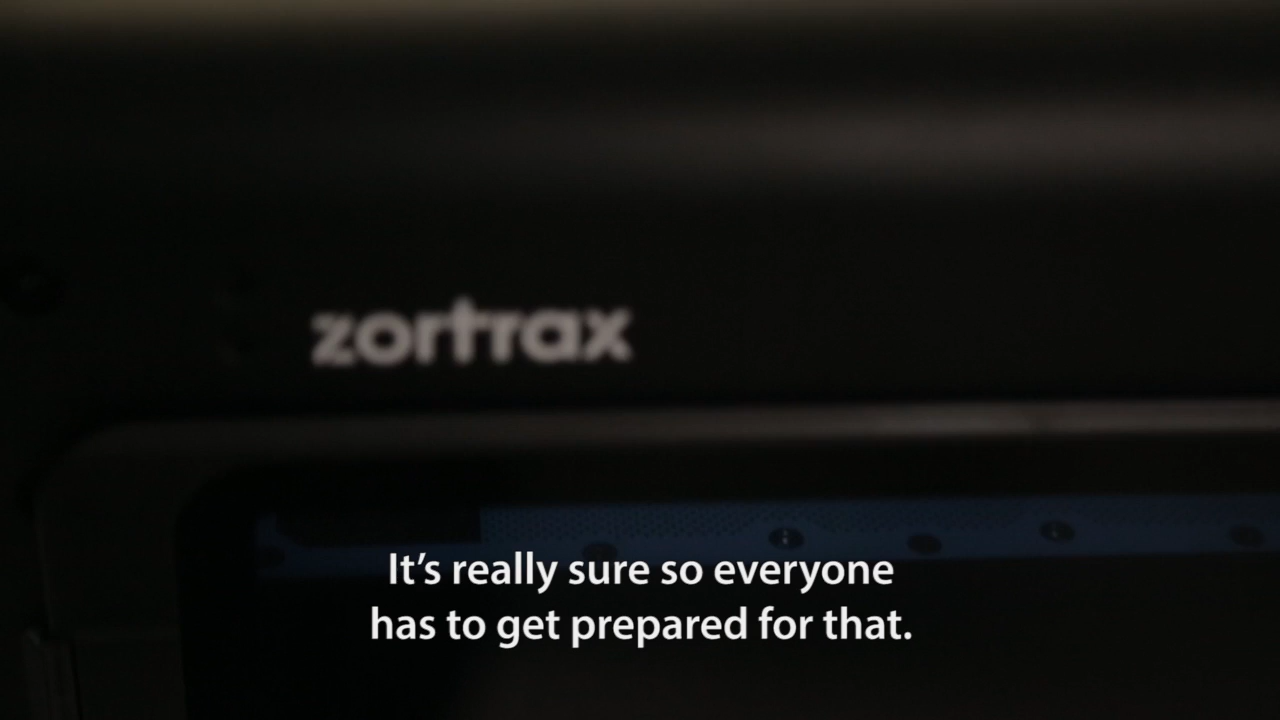 zortrax
It’s really sure so everyone
has to get prepared for that.